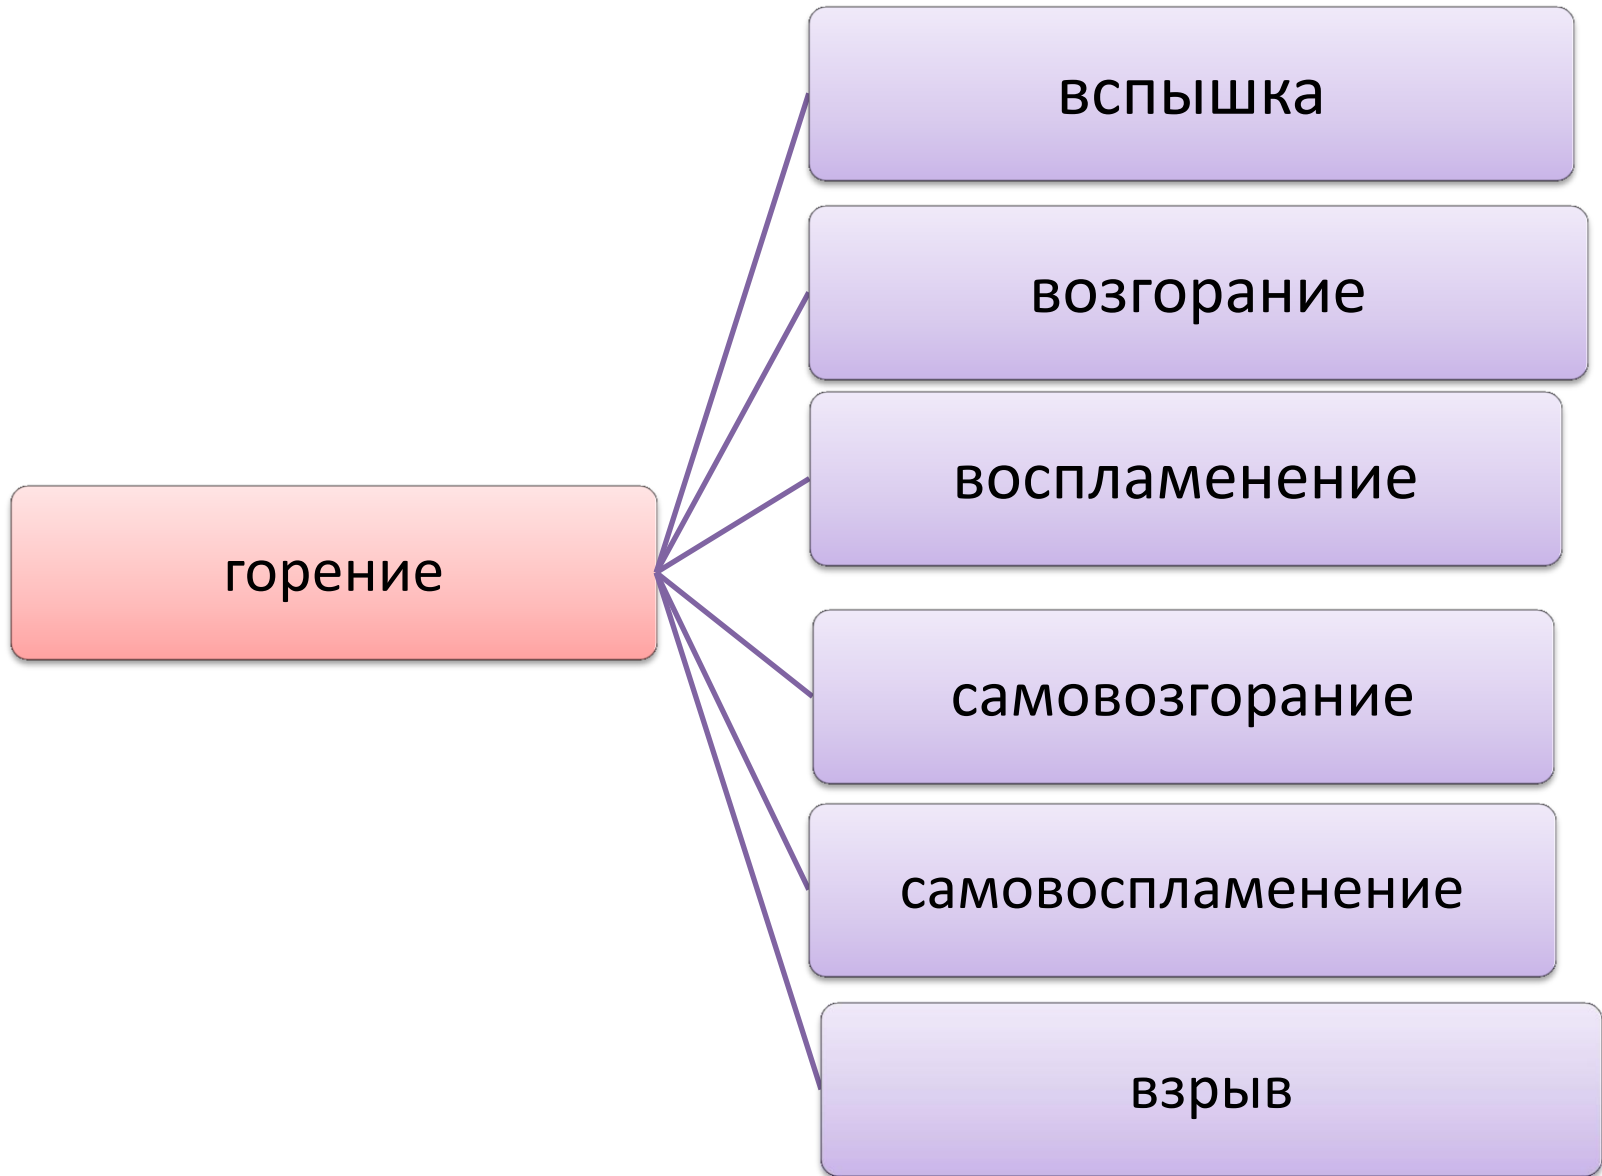 вспышка
возгорание
воспламенение
горение
самовозгорание
самовоспламенение
взрыв